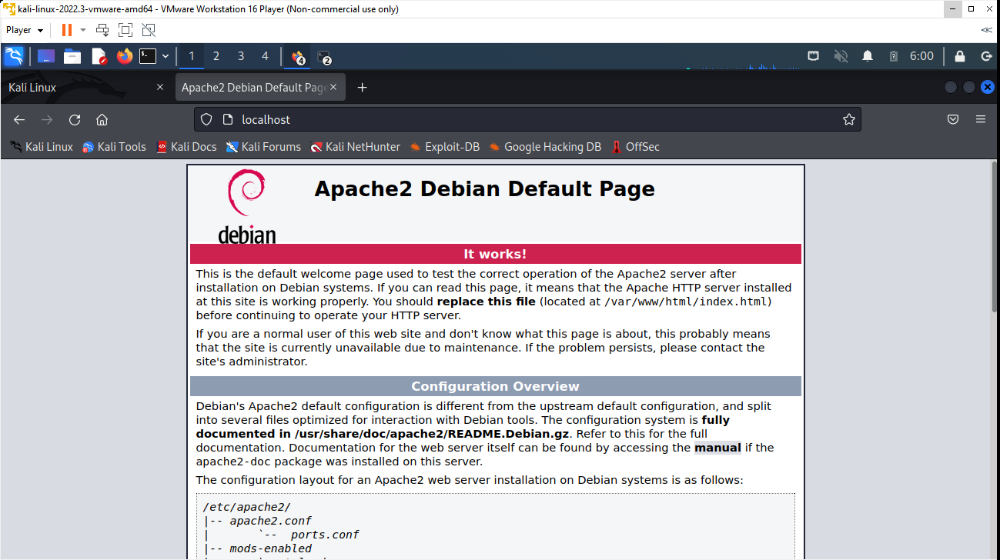 kali-linux-2022.3-vmware-amd64 - VMware Workstation 16 Player (Non-commercial use only)
Player
1 2 3 4 4 2 6:00
Kali Linux Apache2 Debian Default Page
localhost
Kali Linux Kali Tools Kali Docs Kali Forums Kali NetHunter Exploit-DB Google Hacking DB OffSec
Apache2 Debian Default Page
debian
It works!
This is the default welcome page used to test the correct operation of the Apache2 server after
installation on Debian systems. If you can read this page, it means that the Apache HTTP server installed
at this site is working properly. You should replace this file (located at /var/www/html/index.html)
before continuing to operate your HTTP server.
If you are a normal user of this web site and don't know what this page is about, this probably means
that the site is currently unavailable due to maintenance. If the problem persists, please contact the
site's administrator.
Configuration Overview
Debian's Apache2 default configuration is different from the upstream default configuration, and split
into several files optimized for interaction with Debian tools. The configuration system is fully
documented in /usr/share/doc/apache2/README.Debian.gz. Refer to this for the full
documentation. Documentation for the web server itself can be found by accessing the manual if the
apache2-doc package was installed on this server.
The configuration layout for an Apache2 web server installation on Debian systems is as follows:
/etc/apache2/
|-- apache2.conf
|       `--  ports.conf
|-- mods-enabled